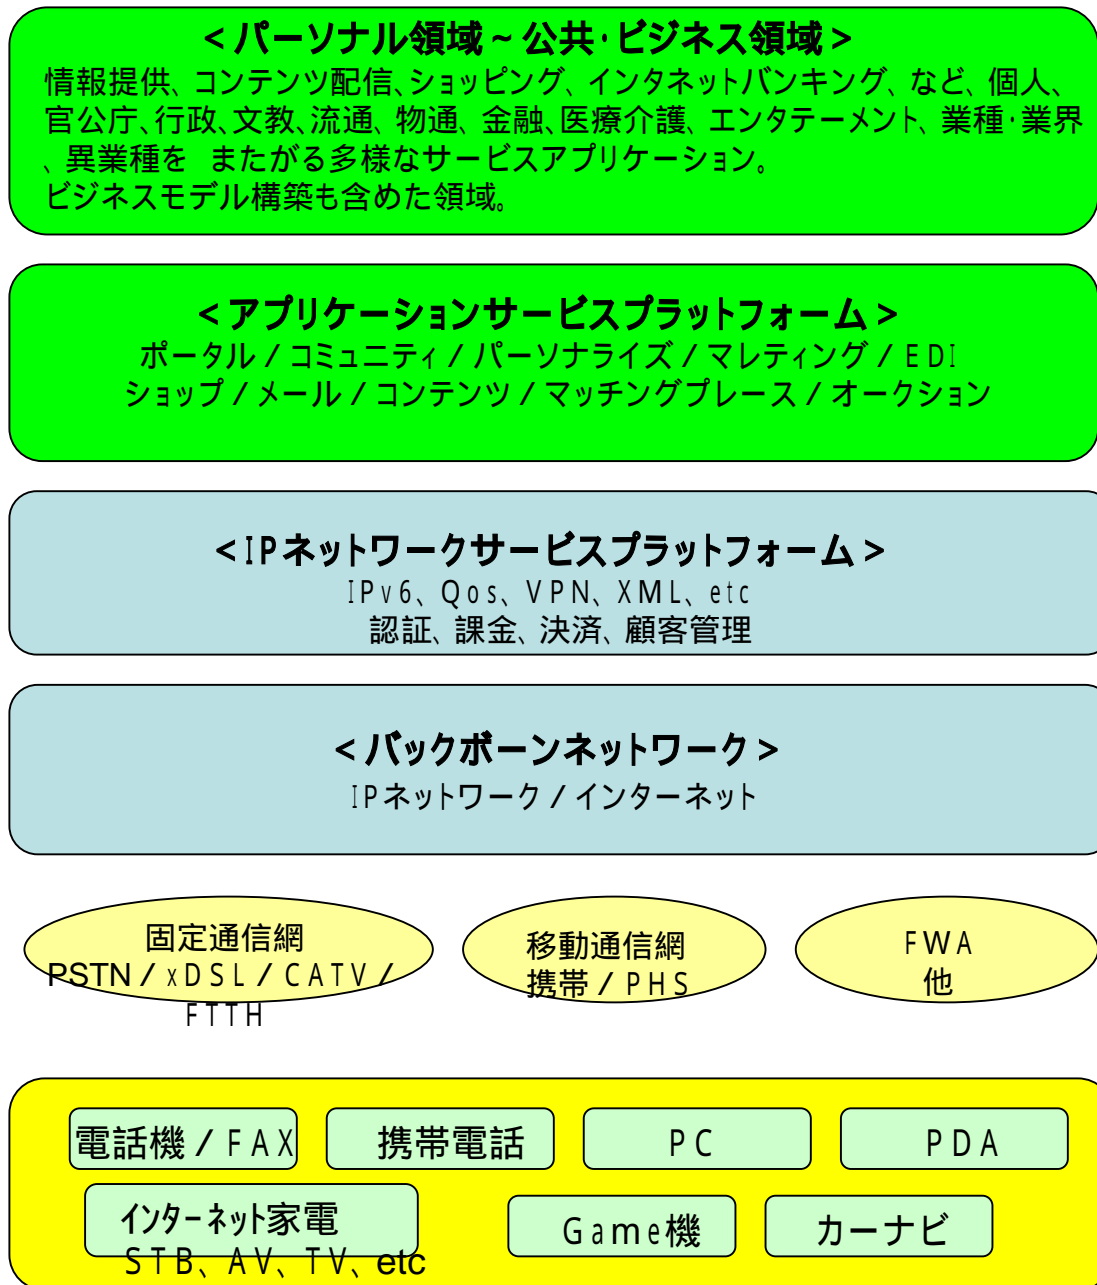 ＜パーソナル領域～公共･ビジネス領域＞
情報提供、コンテンツ配信、ショッピング、インタネットバンキング、など、個人、
官公庁、行政、文教、流通、物通、金融、医療介護、エンタテーメント、業種･業界
、異業種を　またがる多様なサービスアプリケーション。
ビジネスモデル構築も含めた領域。
＜アプリケーションサービスプラットフォーム＞
ポータル／コミュニティ／パーソナライズ／マレティング／ＥＤＩ
ショップ／メール／コンテンツ／マッチングプレース／オークション
＜ＩＰネットワークサービスプラットフォーム＞
ＩＰｖ６、Ｑｏｓ、ＶＰＮ、ＸＭＬ、ｅｔｃ
認証、課金、決済、顧客管理
＜バックボーンネットワーク＞
ＩＰネットワーク／インターネット
固定通信網
PSTN／ｘＤＳＬ／ＣＡＴＶ／
ＦＴＴＨ
移動通信網
携帯／ＰＨＳ
ＦＷＡ
他
電話機／ＦＡＸ
携帯電話
ＰＣ
ＰＤＡ
インターネット家電
ＳＴＢ、ＡＶ、ＴＶ、etc
Ｇａｍｅ機
カーナビ